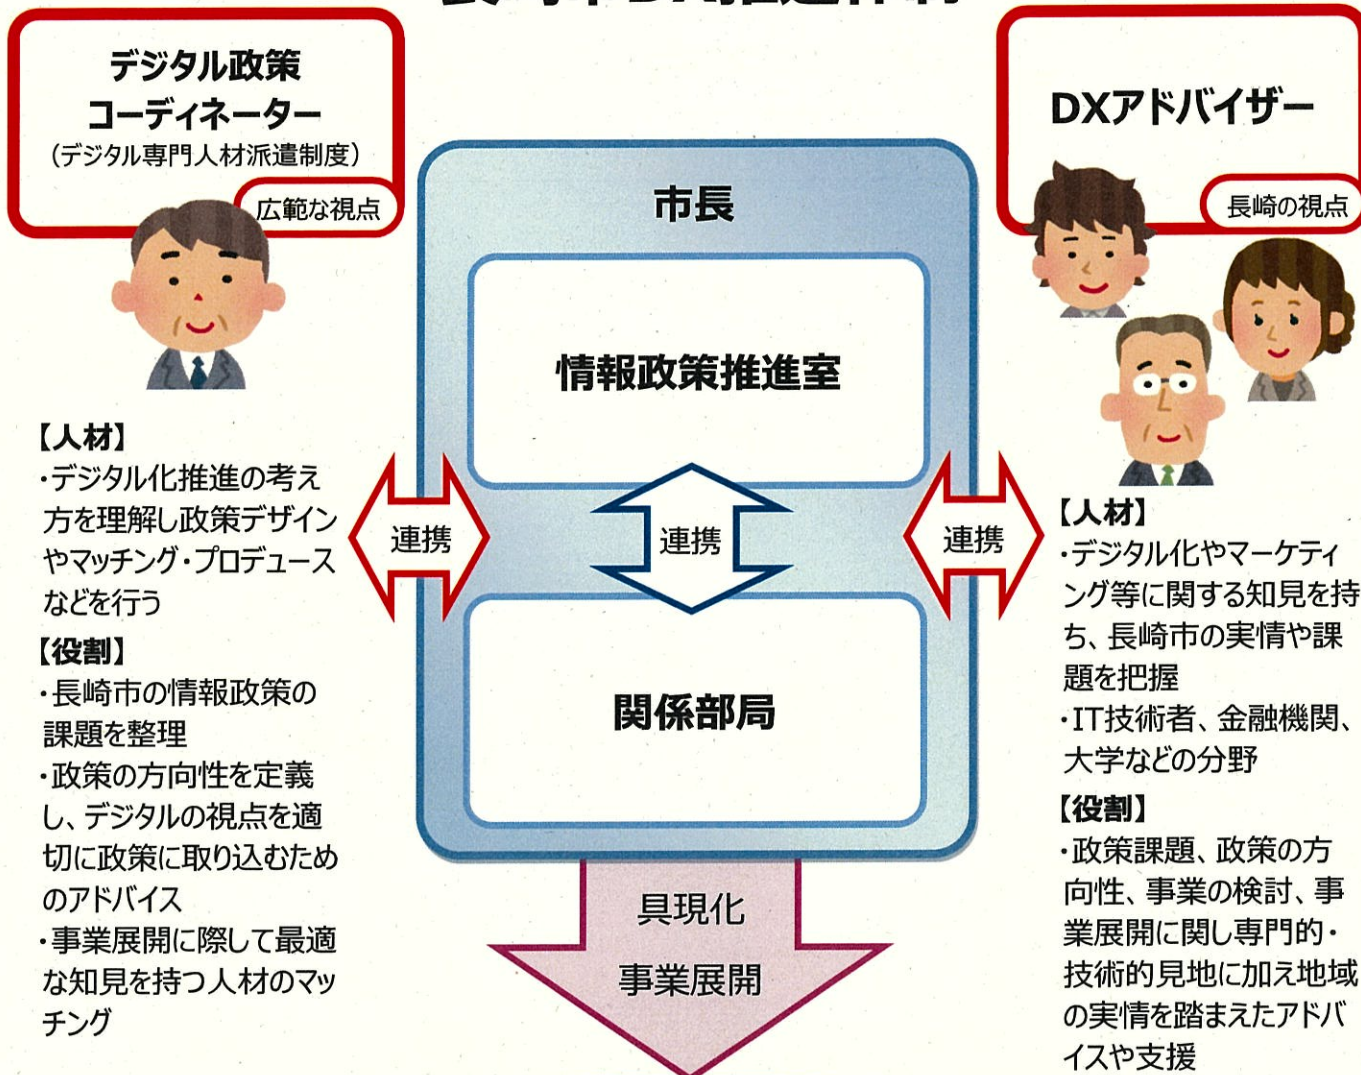 デジタル政策
コーディネーター
（デジタル専門人材派遣制度）
広範な視点
【人材】
・デジタル化推進の考え
方を理解し政策デザイン
やマッチング・プロデュース
などを行う
【役割】
・長崎市の情報政策の
課題を整理
・政策の方向性を定義
し、デジタルの視点を適
切に政策に取り込むため
のアドバイス
・事業展開に際して最適
な知見を持つ人材のマッ
チング
市長
情報政策推進室
連携
連携
連携
関係部局
具現化
事業展開
DXアドバイザー
長崎の視点
【人材】
・デジタル化やマーケティ
ング等に関する知見を持
ち、長崎市の実情や課
題を把握
・IT技術者、金融機関、
大学などの分野
【役割】
・政策課題、政策の方
向性、事業の検討、事
業展開に関し専門的・
技術的見地に加え地域
の実情を踏まえたアドバ
イスや支援